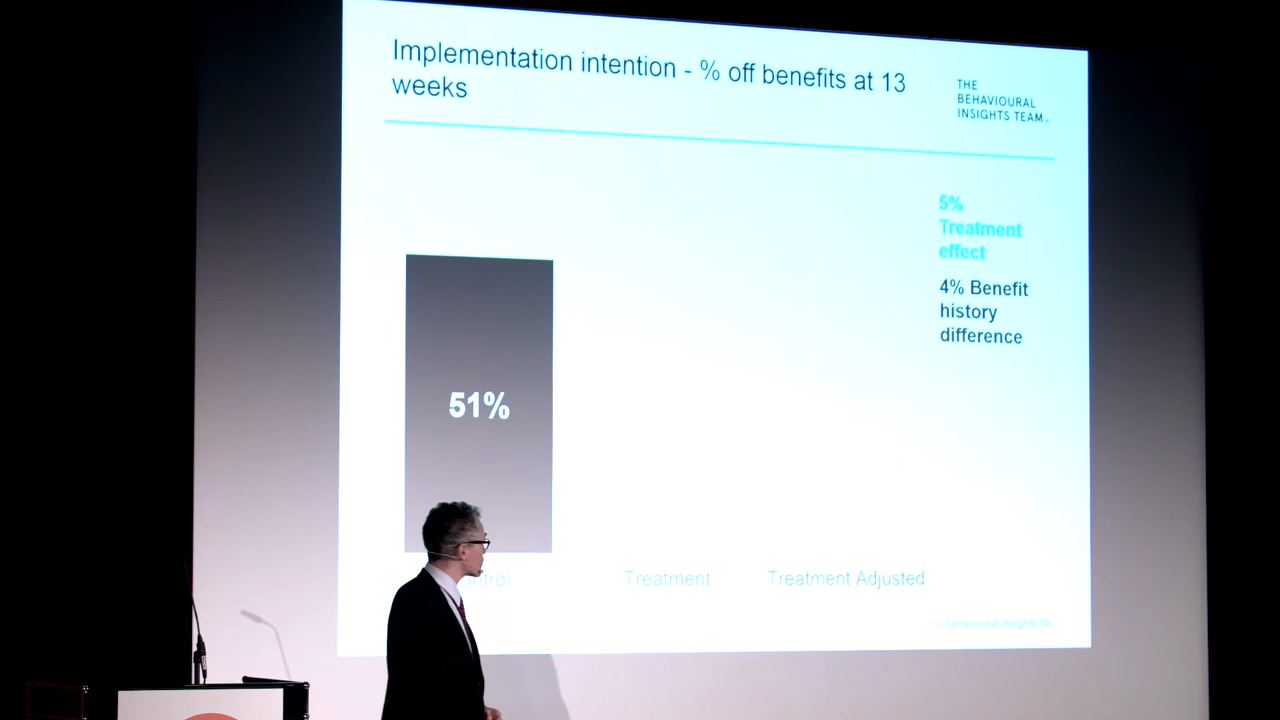 Implementation intention - % off benefits at 13
weeks
THE
BEHAVIOURAL
INSIGHTS TEAM.
5%
Treatment
effect
4% Benefit
history
difference
51%
Treatment
Treatment Adjusted